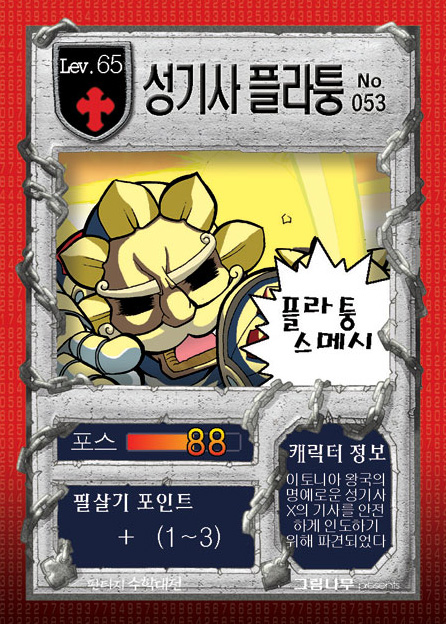 Lev. 65
성기사 플라퉁
No
053
플라퉁
스메시
포스 88
필살기 포인트
+ (1~3)
캐릭터 정보
이토니아 왕국의
명예로운 성기사
X의 기사를 안전
하게 인도하기
위해 파견되었다
판타지 수학대전
그림나무 presents